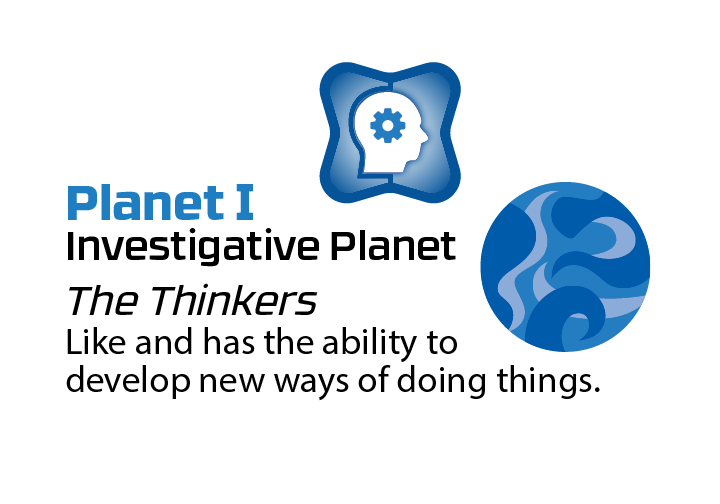 Planet I
Investigative Planet
The Thinkers
Like and has the ability to
develop new ways of doing things.